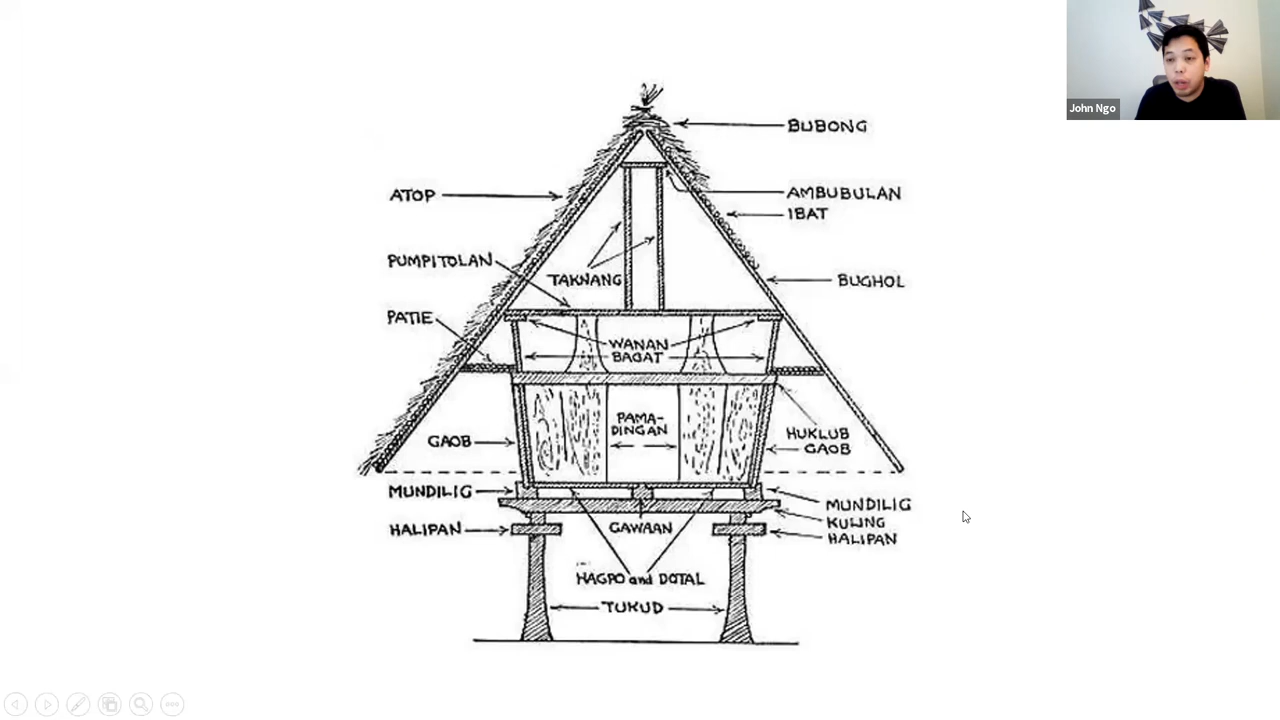 John Ngo
BUBONG
ATOP
AMBUBULAN
IBAT
PUMPITOLAN
TAKNANG
BUGHOL
PATIE
WANAN
BAGAT
PAMA-
DINGAN
GAOB
HUKLUB
GAOB
MUNDILIG
MUNDILIG
KULING
HALIPAN
GAWAAN
HALIPAN
HAGPO and DOTAL
TUKUD